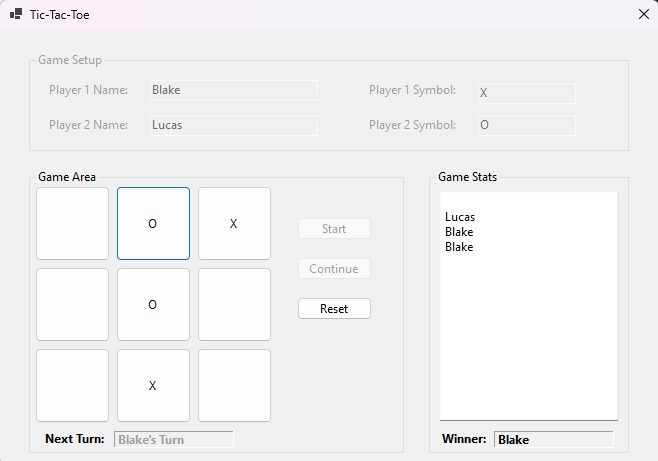 Tic-Tac-Toe
Game Setup
Player 1 Name: Blake Player 1 Symbol: X
Player 2 Name: Lucas Player 2 Symbol: O
Game Area
O X
O
X
Start
Continue
Reset
Next Turn: Blake's Turn
Game Stats
Lucas
Blake
Blake
Winner: Blake